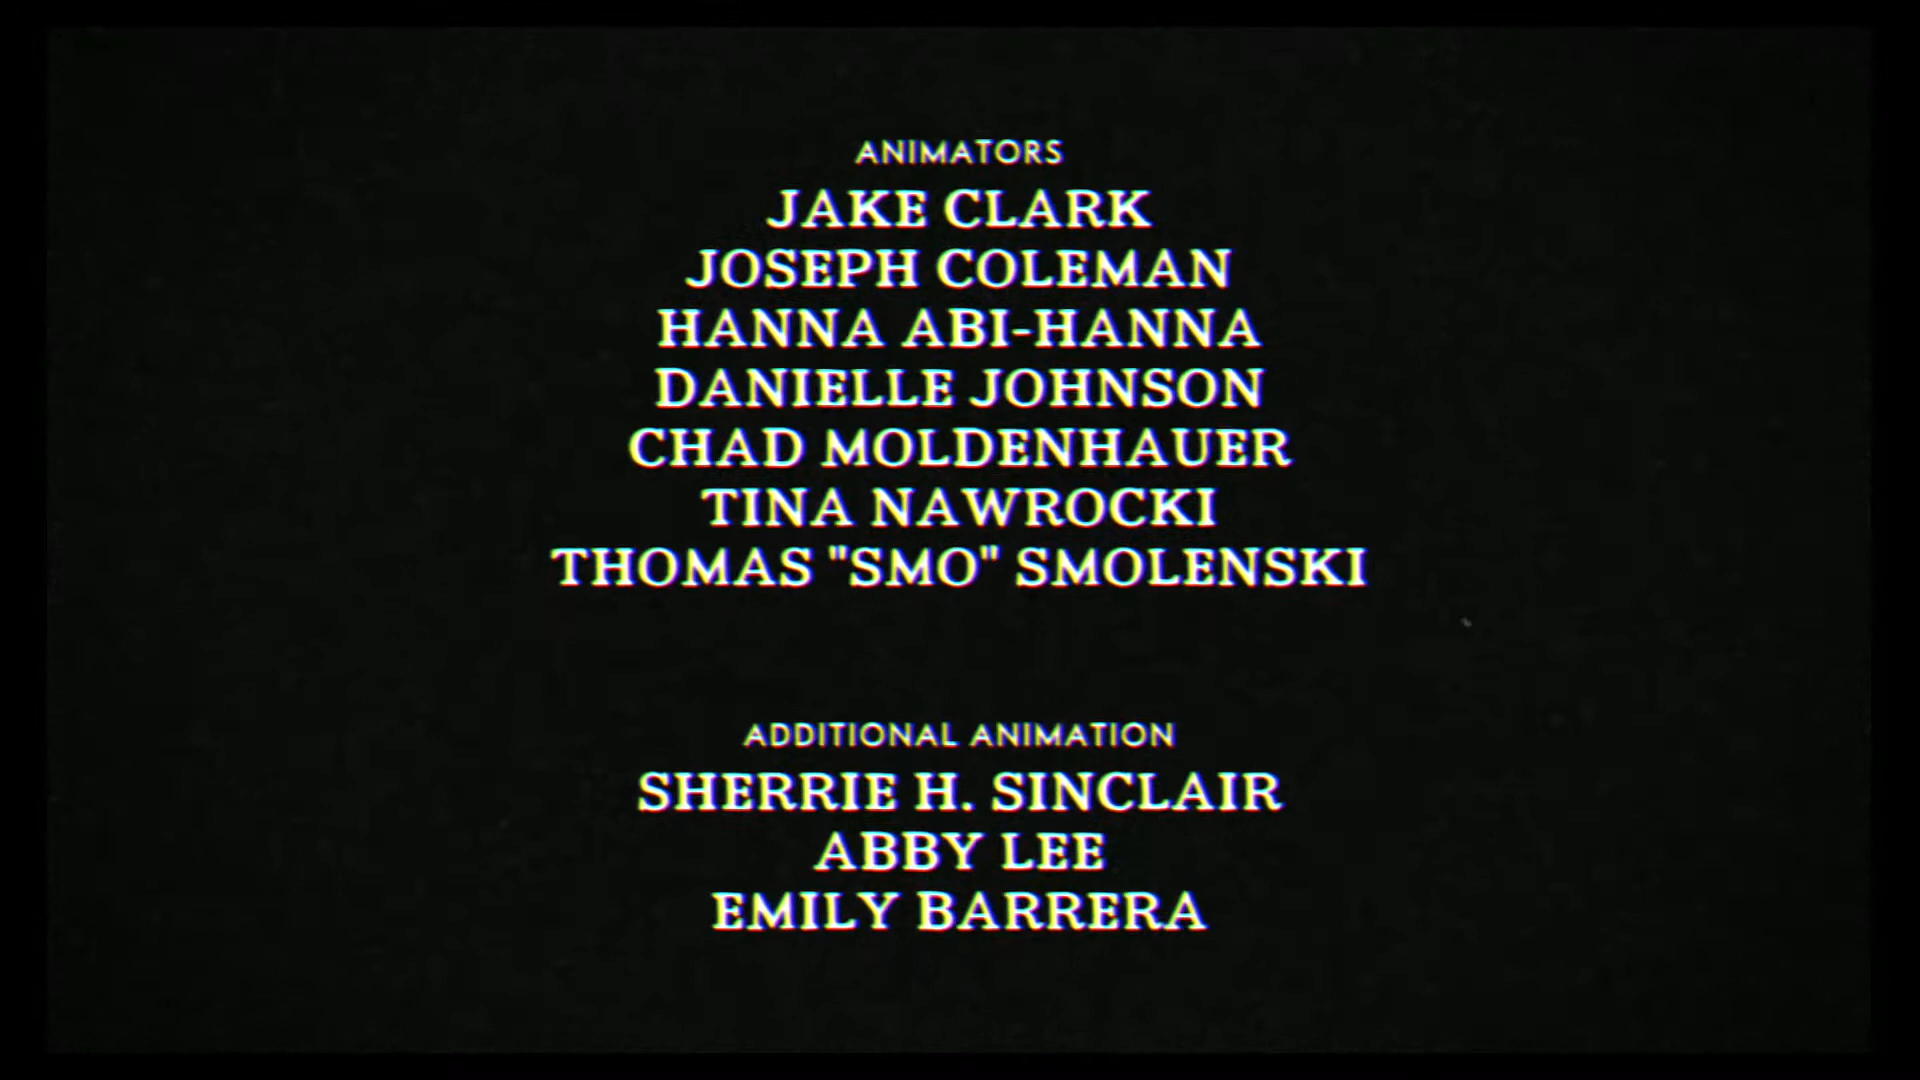 ANIMATORS
JAKE CLARK
JOSEPH COLEMAN
HANNA ABI-HANNA
DANIELLE JOHNSON
CHAD MOLDENHAUER
TINA NAWROCKI
THOMAS "SMO" SMOLENSKI
ADDITIONAL ANIMATION
SHERRIE H. SINCLAIR
ABBY LEE
EMILY BARRERA